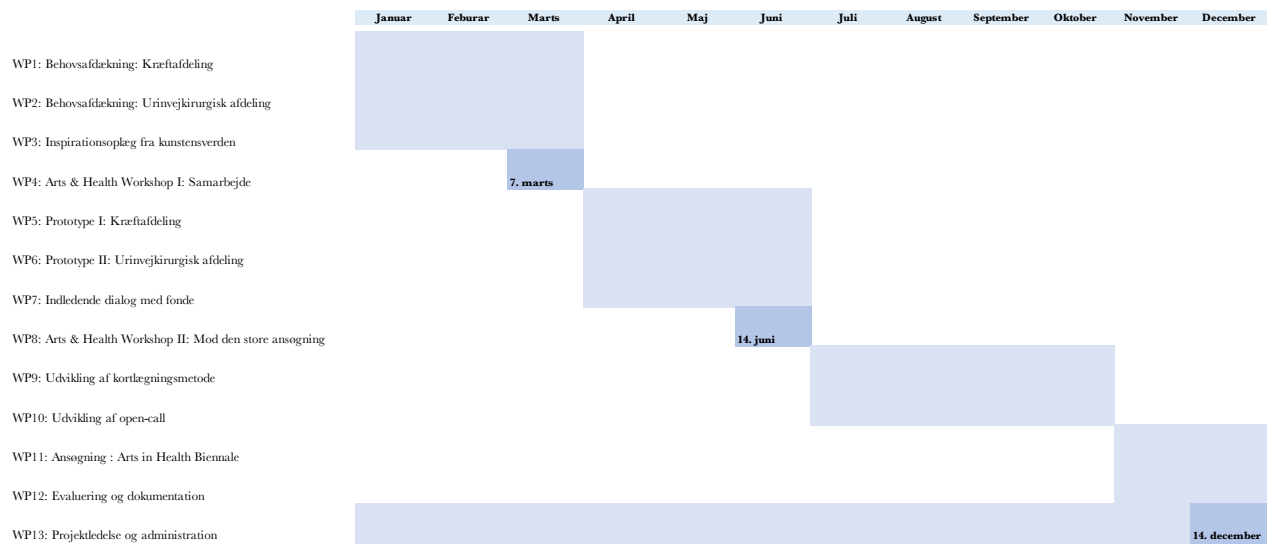 Januar Feburar Marts April Maj Juni Juli August September Oktober November December
WP1: Behovsafdækning: Kræftafdeling
WP2: Behovsafdækning: Urinvejkirurgisk afdeling
WP3: Inspirationsoplæg fra kunstensverden
WP4: Arts & Health Workshop I: Samarbejde 7. marts
WP5: Prototype I: Kræftafdeling
WP6: Prototype II: Urinvejkirurgisk afdeling
WP7: Indledende dialog med fonde
WP8: Arts & Health Workshop II: Mod den store ansøgning 14. juni
WP9: Udvikling af kortlægningsmetode
WP10: Udvikling af open-call
WP11: Ansøgning : Arts in Health Biennale
WP12: Evaluering og dokumentation
WP13: Projektledelse og administration 14. december